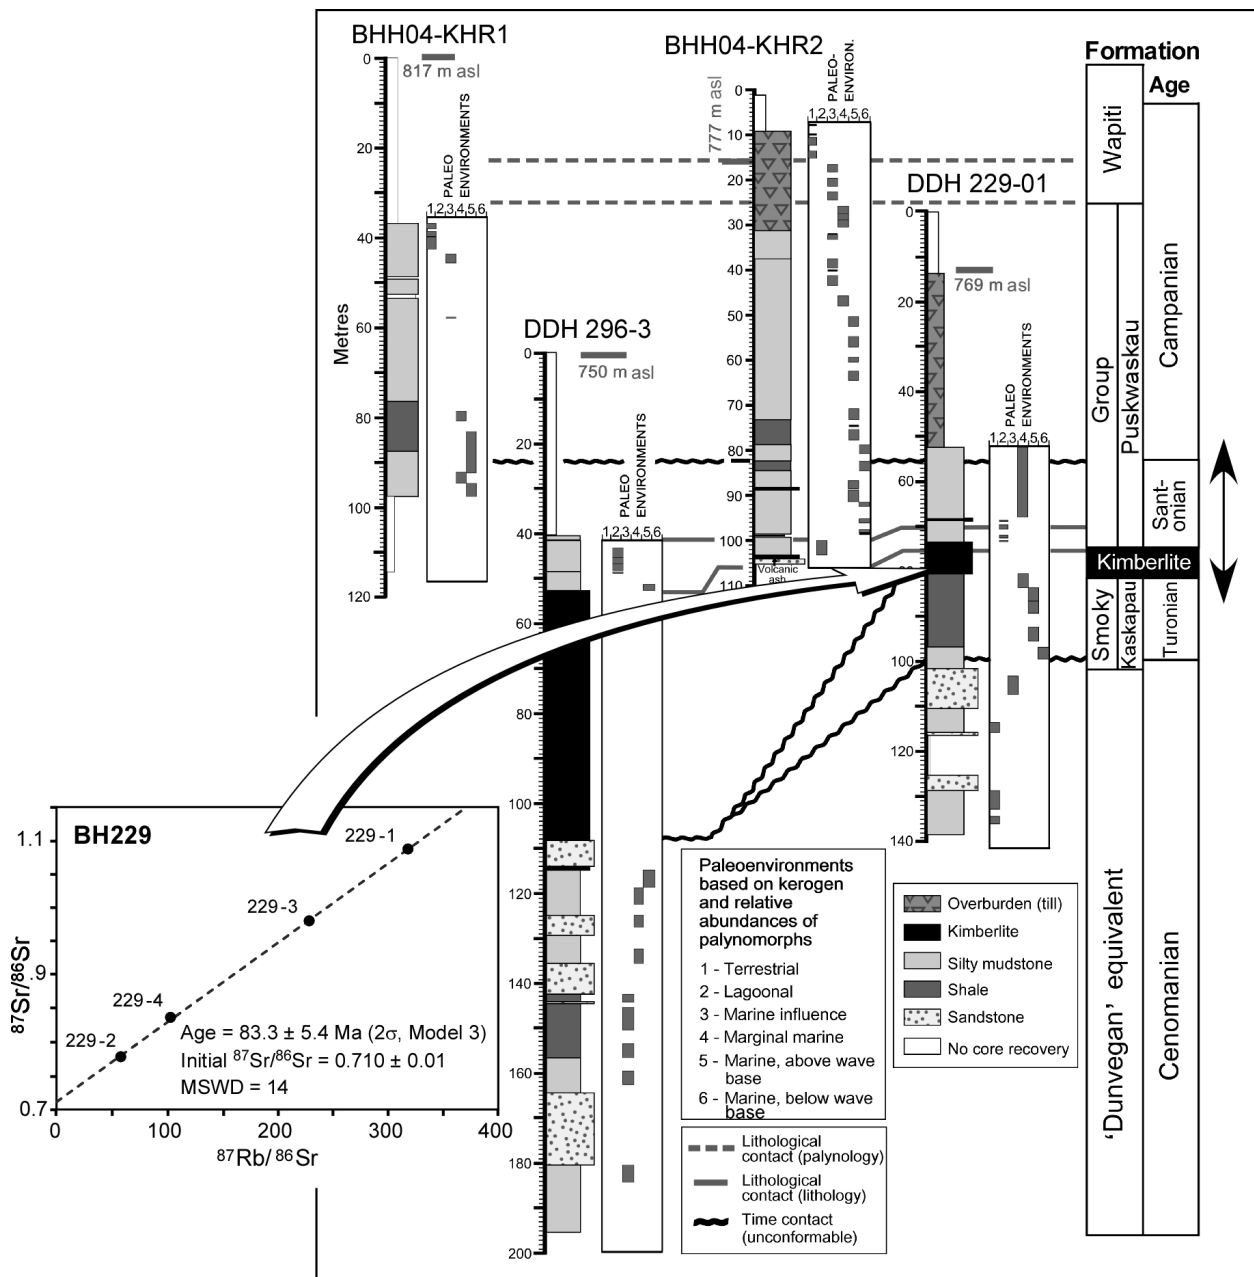 BHH04-KHR1
817 m asl
0
20
40
60
80
100
120
Metres
PALEO
ENVIRONMENTS
1 2 3 4 5 6
BHH04-KHR2
777 m asl
0
10
20
30
40
50
60
70
80
90
100
110
PALEO-
ENVIRON.
1 2 3 4 5 6
Volcanic
ash
DDH 296-3
750 m asl
0
20
40
60
80
100
120
140
160
180
200
PALEO
ENVIRONMENTS
1 2 3 4 5 6
DDH 229-01
769 m asl
0
20
40
60
80
100
120
140
PALEO
ENVIRONMENTS
1 2 3 4 5 6
Formation
Age
Wapiti
Group
Puskwaskau
Campanian
Sant-
onian
Kimberlite
Smoky
Kaskapau
Turonian
'Dunvegan' equivalent
Cenomanian
BH229
87Sr/86Sr
1.1
.9
0.7
229-1
229-3
229-4
229-2
Age = 83.3 ± 5.4 Ma (2σ, Model 3)
Initial 87Sr/86Sr = 0.710 ± 0.01
MSWD = 14
0 100 200 300 400
87Rb/ 86Sr
Paleoenvironments
based on kerogen
and relative
abundances of
palynomorphs
1 - Terrestrial
2 - Lagoonal
3 - Marine influence
4 - Marginal marine
5 - Marine, above wave
base
6 - Marine, below wave
base
Lithological
contact (palynology)
Lithological
contact (lithology)
Time contact
(unconformable)
Overburden (till)
Kimberlite
Silty mudstone
Shale
Sandstone
No core recovery